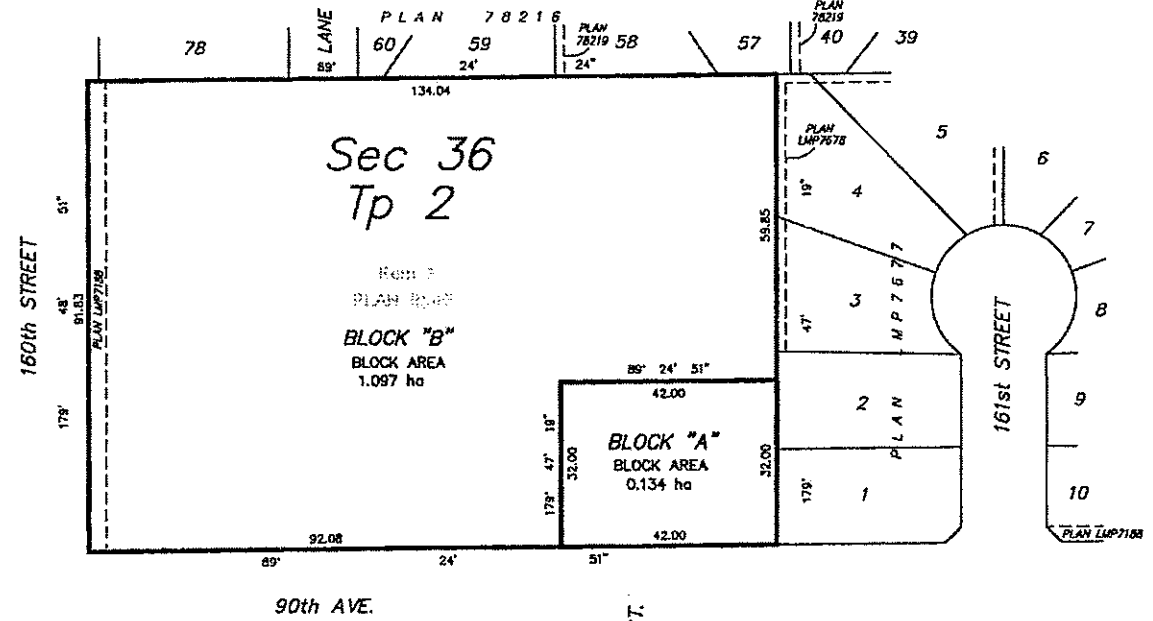 PLAN 78216
LANE
78
60
59
PLAN
78219
58
57
PLAN
78219
40
39
89'
24'
24"
134.04
Sec 36
Tp 2
BLOCK "B"
BLOCK AREA
1.097 ha
160th STREET
51"
48'
179'
91.83
PLAN LMP7188
59.85
PLAN
LMP7678
19"
47'
179'
5
4
6
7
3
8
2
9
1
10
PLAN LMP7677
161st STREET
89' 24' 51"
42.00
BLOCK "A"
BLOCK AREA
0.134 ha
19"
47'
179'
32.00
32.00
42.00
92.08
89'
24'
51"
PLAN LMP7188
90th AVE.